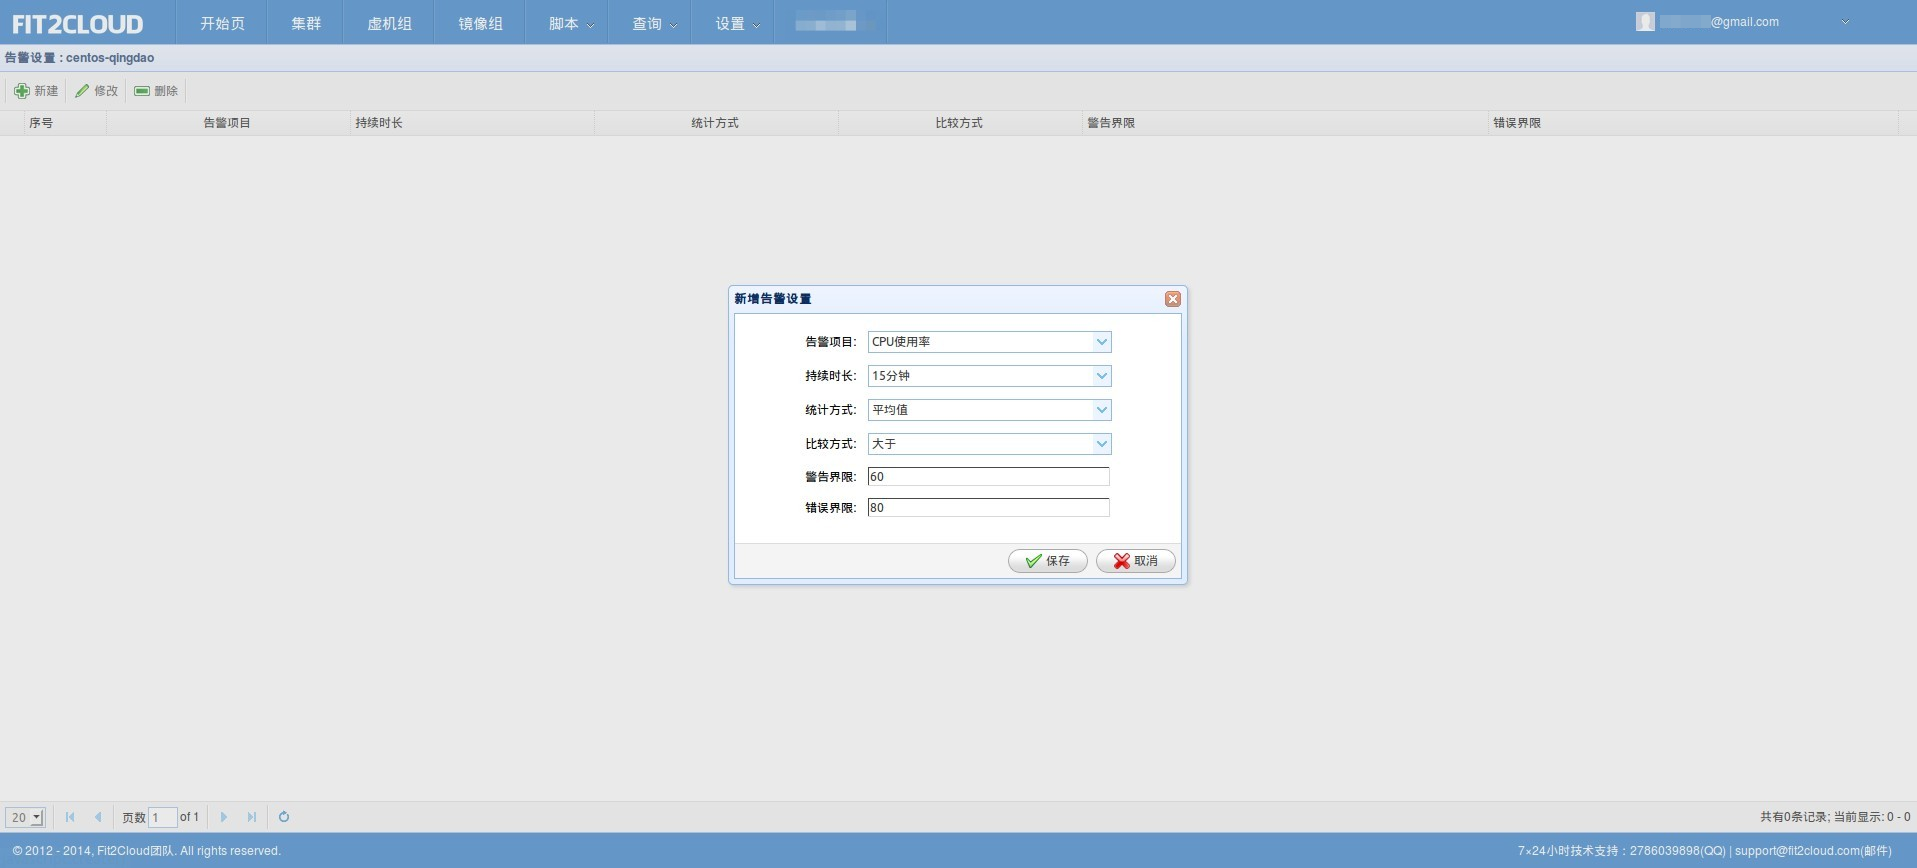 FIT2CLOUD 开始页 集群 虚机组 镜像组 脚本 查询 设置 @gmail.com
告警设置 : centos-qingdao
新建 修改 删除
序号 告警项目 持续时长 统计方式 比较方式 警告界限 错误界限
新增告警设置
告警项目: CPU使用率
持续时长: 15分钟
统计方式: 平均值
比较方式: 大于
警告界限: 60
错误界限: 80
保存 取消
20 页数 1 of 1 共有0条记录; 当前显示: 0 - 0
© 2012 - 2014, Fit2Cloud团队. All rights reserved. 7×24小时技术支持：2786039898(QQ) | support@fit2cloud.com(邮件)